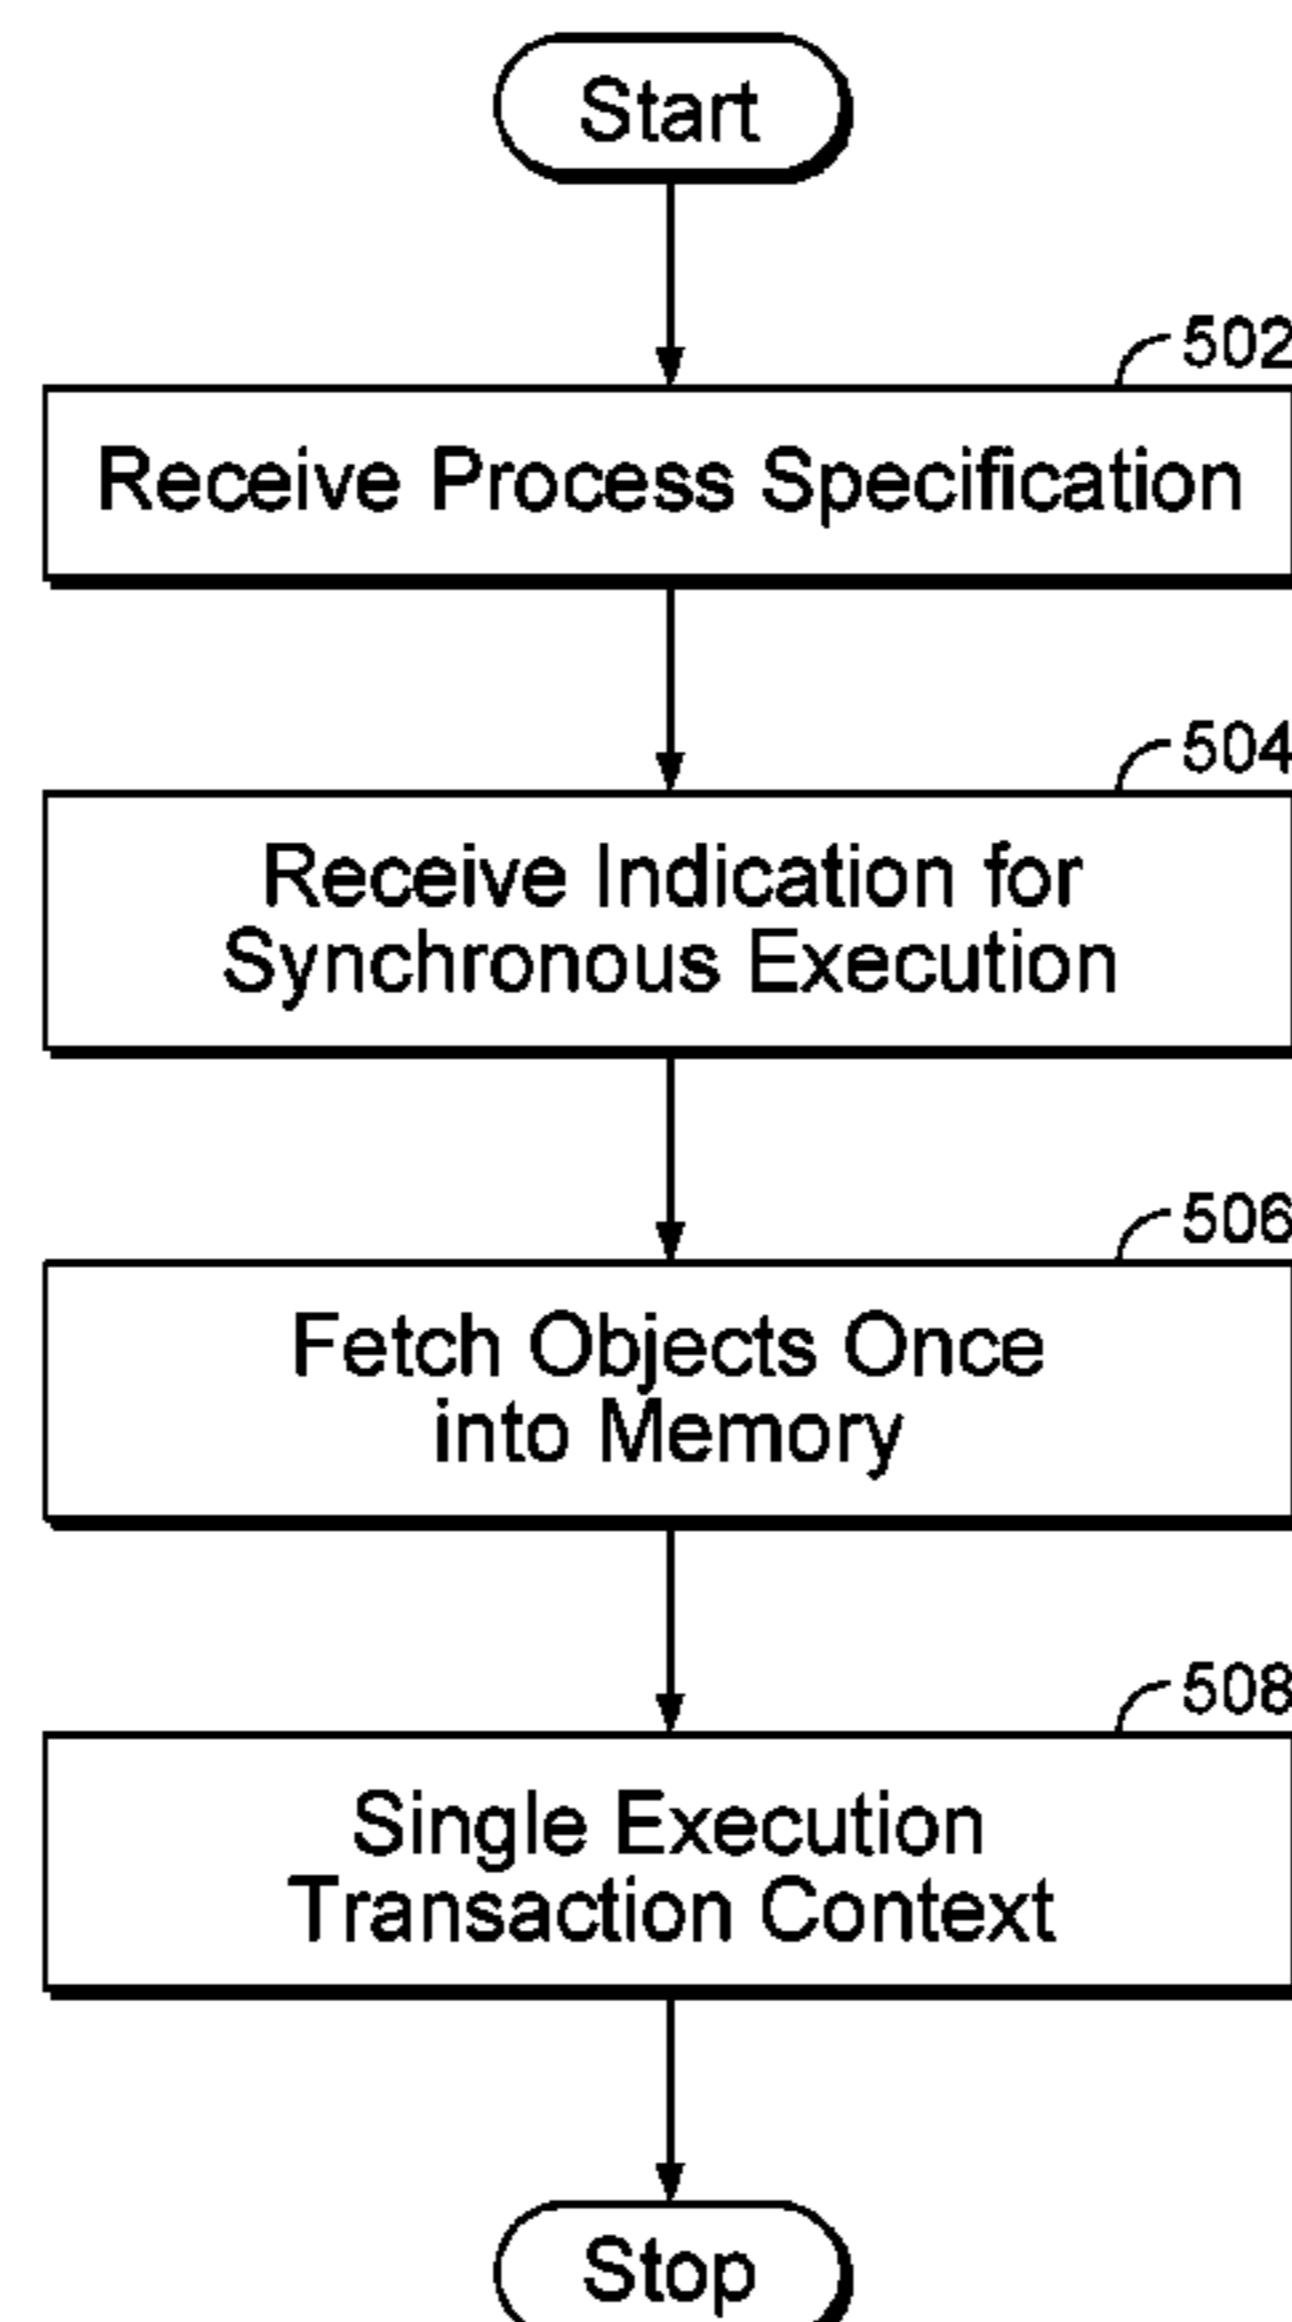 Start
502
Receive Process Specification
504
Receive Indication for
Synchronous Execution
506
Fetch Objects Once
into Memory
508
Single Execution
Transaction Context
Stop